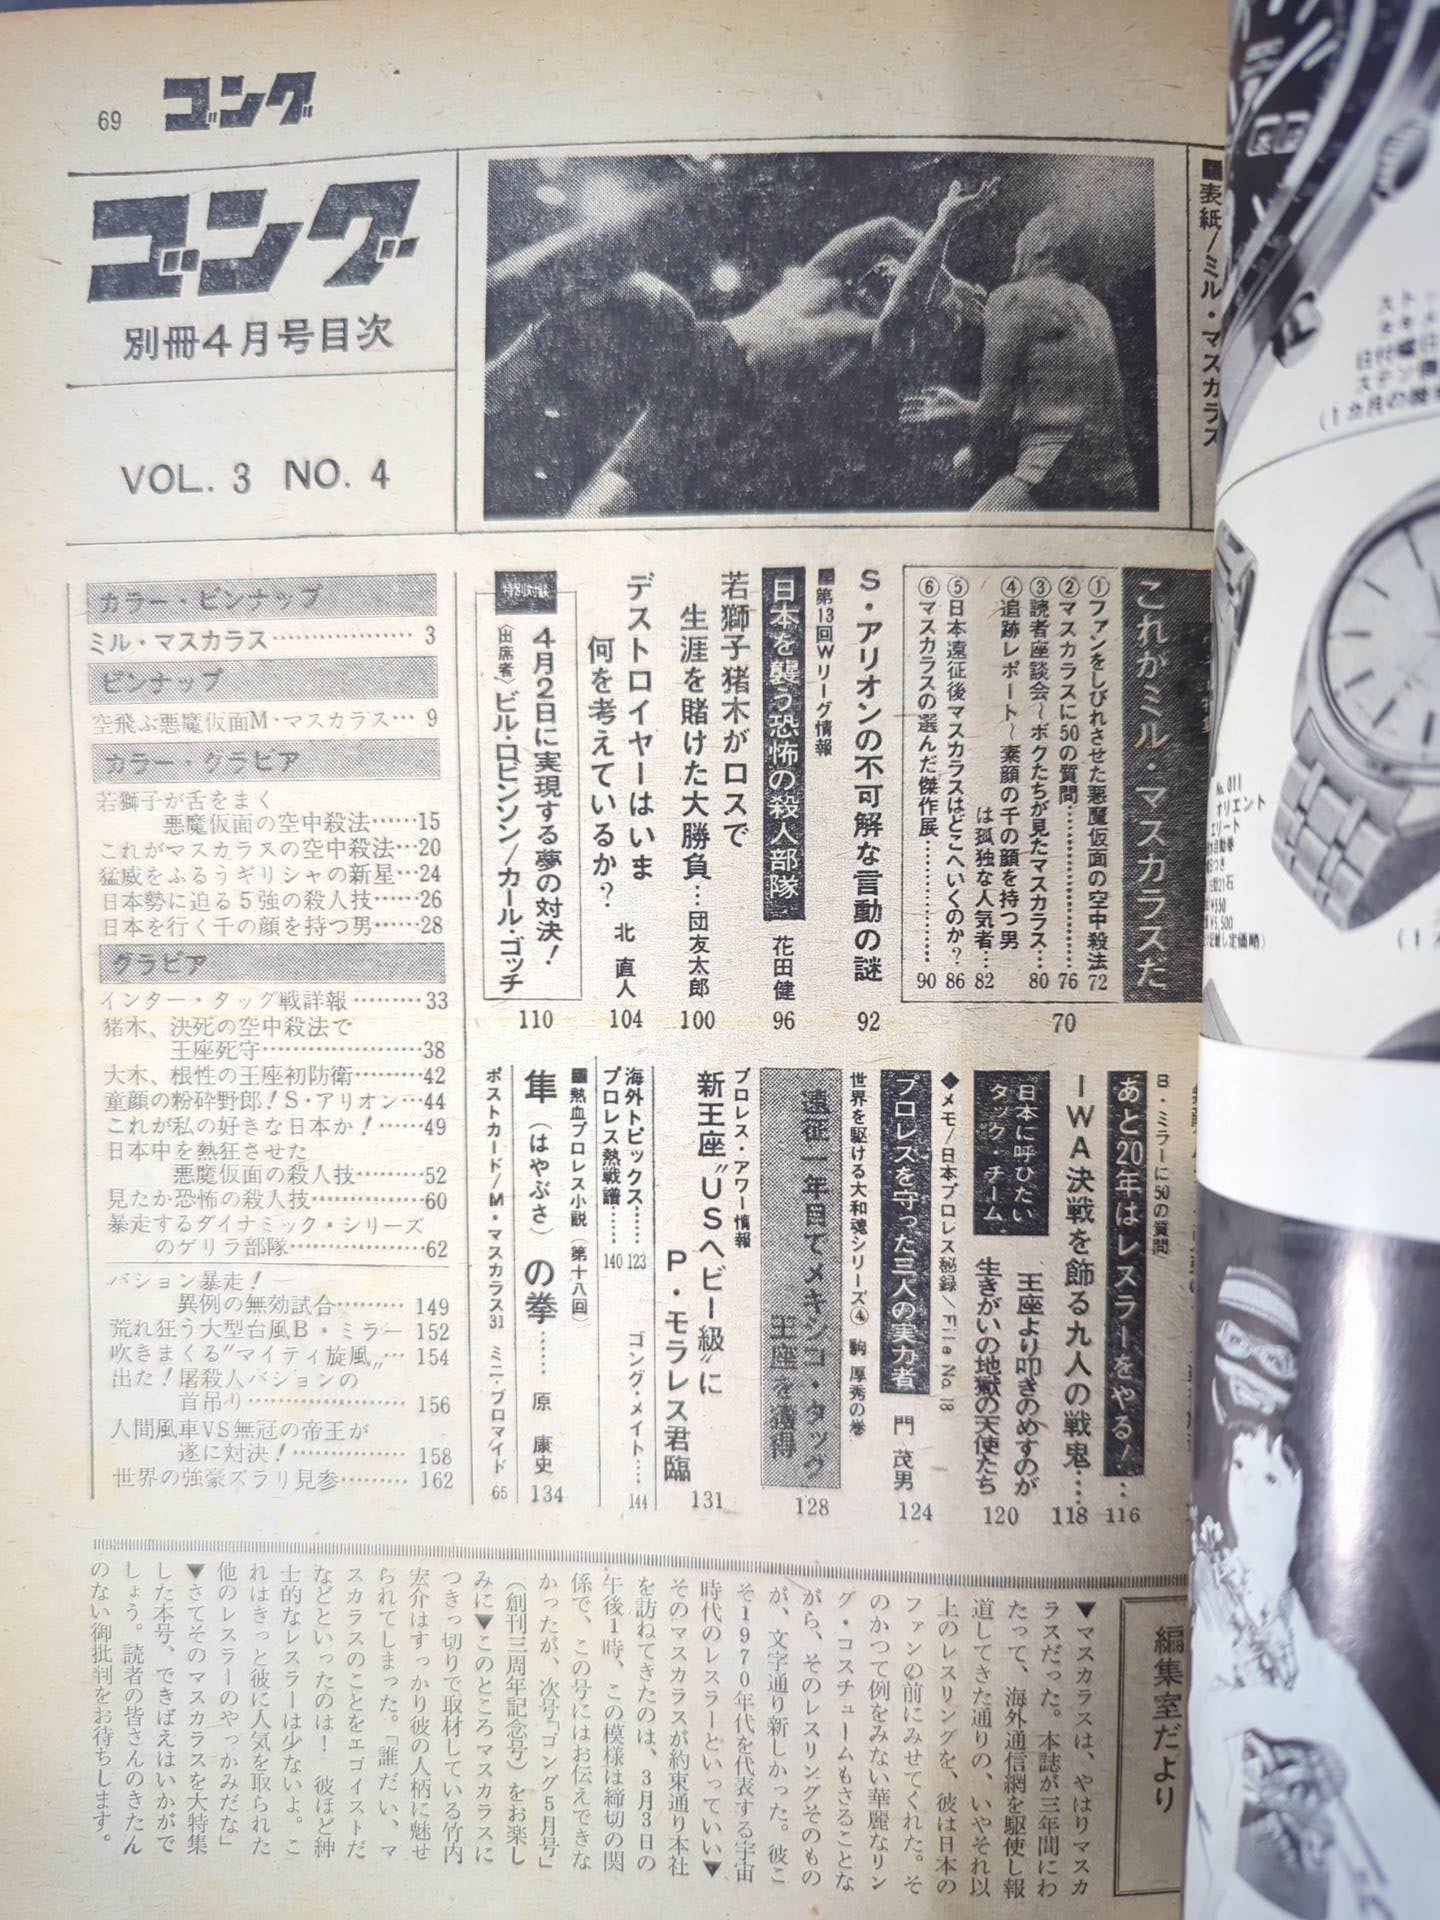 69
ゴング
ゴング
別冊4月号目次
VOL. 3 NO. 4
■表紙/ミル・マスカラス
これがミル・マスカラスだ
70
①ファンをしびれさせた悪魔仮面の空中殺法 72
②マスカラスに50の質問………… 76
③読者座談会〜ボクたちが見たマスカラス… 80
④追跡レポート〜素顔の千の顔を持つ男
は孤独な人気者… 82
⑤日本遠征後マスカラスはどこへいくのか? 86
⑥マスカラスの選んだ傑作展………… 90
S・アリオンの不可解な言動の謎 92
■第13回Wリーグ情報
日本を襲う恐怖の殺人部隊 花田 健 96
若獅子猪木がロスで
生涯を賭けた大勝負… 団友太郎 100
デストロイヤーはいま
何を考えているか? 北 直人 104
特別対談
4月2日に実現する夢の対決!
〈出席者〉ビル・ロビンソン/カール・ゴッチ 110
B・ミラーに50の質問
あと20年はレスラーをやる!… 116
IWA決戦を飾る九人の戦鬼…… 118
日本に呼びたい
タッグ・チーム
王座より叩きのめすのが
生きがいの地獄の天使たち 120
◆メモ/日本プロレス秘録/File No.18
プロレスを守った三人の実力者 門 茂男 124
世界を駆ける大和魂シリーズ④ 駒 厚秀の巻
遠征一年目でメキシコ・タッグ
王座を獲得 128
プロレス・アワー情報
新王座"USヘビー級"に
P・モラレス君臨 131
海外トピックス…… 123
プロレス熱戦譜…… 140
ゴング・メイト… 144
■熱血プロレス小説(第十八回)
隼(はやぶさ)の拳…… 原 康史 134
ポストカード/M・マスカラス 31
ミニ・ブロマイド 65
カラー・ピンナップ
ミル・マスカラス……………… 3
ピンナップ
空飛ぶ悪魔仮面M・マスカラス… 9
カラー・グラビア
若獅子が舌をまく
悪魔仮面の空中殺法……15
これがマスカラスの空中殺法…20
猛威をふるうギリシャの新星…24
日本勢に迫る5強の殺人技……26
日本を行く千の顔を持つ男……28
グラビア
インター・タッグ戦詳報………33
猪木、決死の空中殺法で
王座死守…………………38
大木、根性の王座初防衛………42
童顔の粉砕野郎!S・アリオン…44
これが私の好きな日本か!……49
日本中を熱狂させた
悪魔仮面の殺人技………52
見たか恐怖の殺人技……………60
暴走するダイナミック・シリーズ
のゲリラ部隊………………62
バション暴走!
異例の無効試合……… 149
荒れ狂う大型台風B・ミラー 152
吹きまくる"マイティ旋風"… 154
出た!屠殺人バションの
首吊り………………… 156
人間風車VS無冠の帝王が
遂に対決!…………… 158
世界の強豪ズラリ見参……… 162
編集室だより
▼マスカラスは、やはりマスカ
ラスだった。本誌が三年間にわ
たって、海外通信網を駆使し報
道してきた通りの、いやそれ以
上のレスリングを、彼は日本の
ファンの前にみせてくれた。そ
のかつて例をみない華麗なリン
グ・コスチュームもさることな
がら、そのレスリングそのもの
が、文字通り新しかった。彼こ
そ1970年代を代表する宇宙
時代のレスラーといっていい▼
そのマスカラスが約束通り本社
を訪ねてきたのは、3月3日の
午後1時、この模様は締切の関
係で、この号にはお伝えできな
かったが、次号「ゴング5月号」
(創刊三周年記念号)をお楽し
みに▼このところマスカラスに
つきっ切りで取材している竹内
宏介はすっかり彼の人柄に魅せ
られてしまった。「誰だい、マ
スカラスのことをエゴイストだ
などといったのは! 彼ほど紳
士的なレスラーは少ないよ。こ
れはきっと彼に人気を取られた
他のレスラーのやっかみだな」
▼さてそのマスカラスを大特集
した本号、できばえはいかがで
しょう。読者の皆さんのきたん
のない御批判をお待ちします。
No. 011
オリエント
エリート